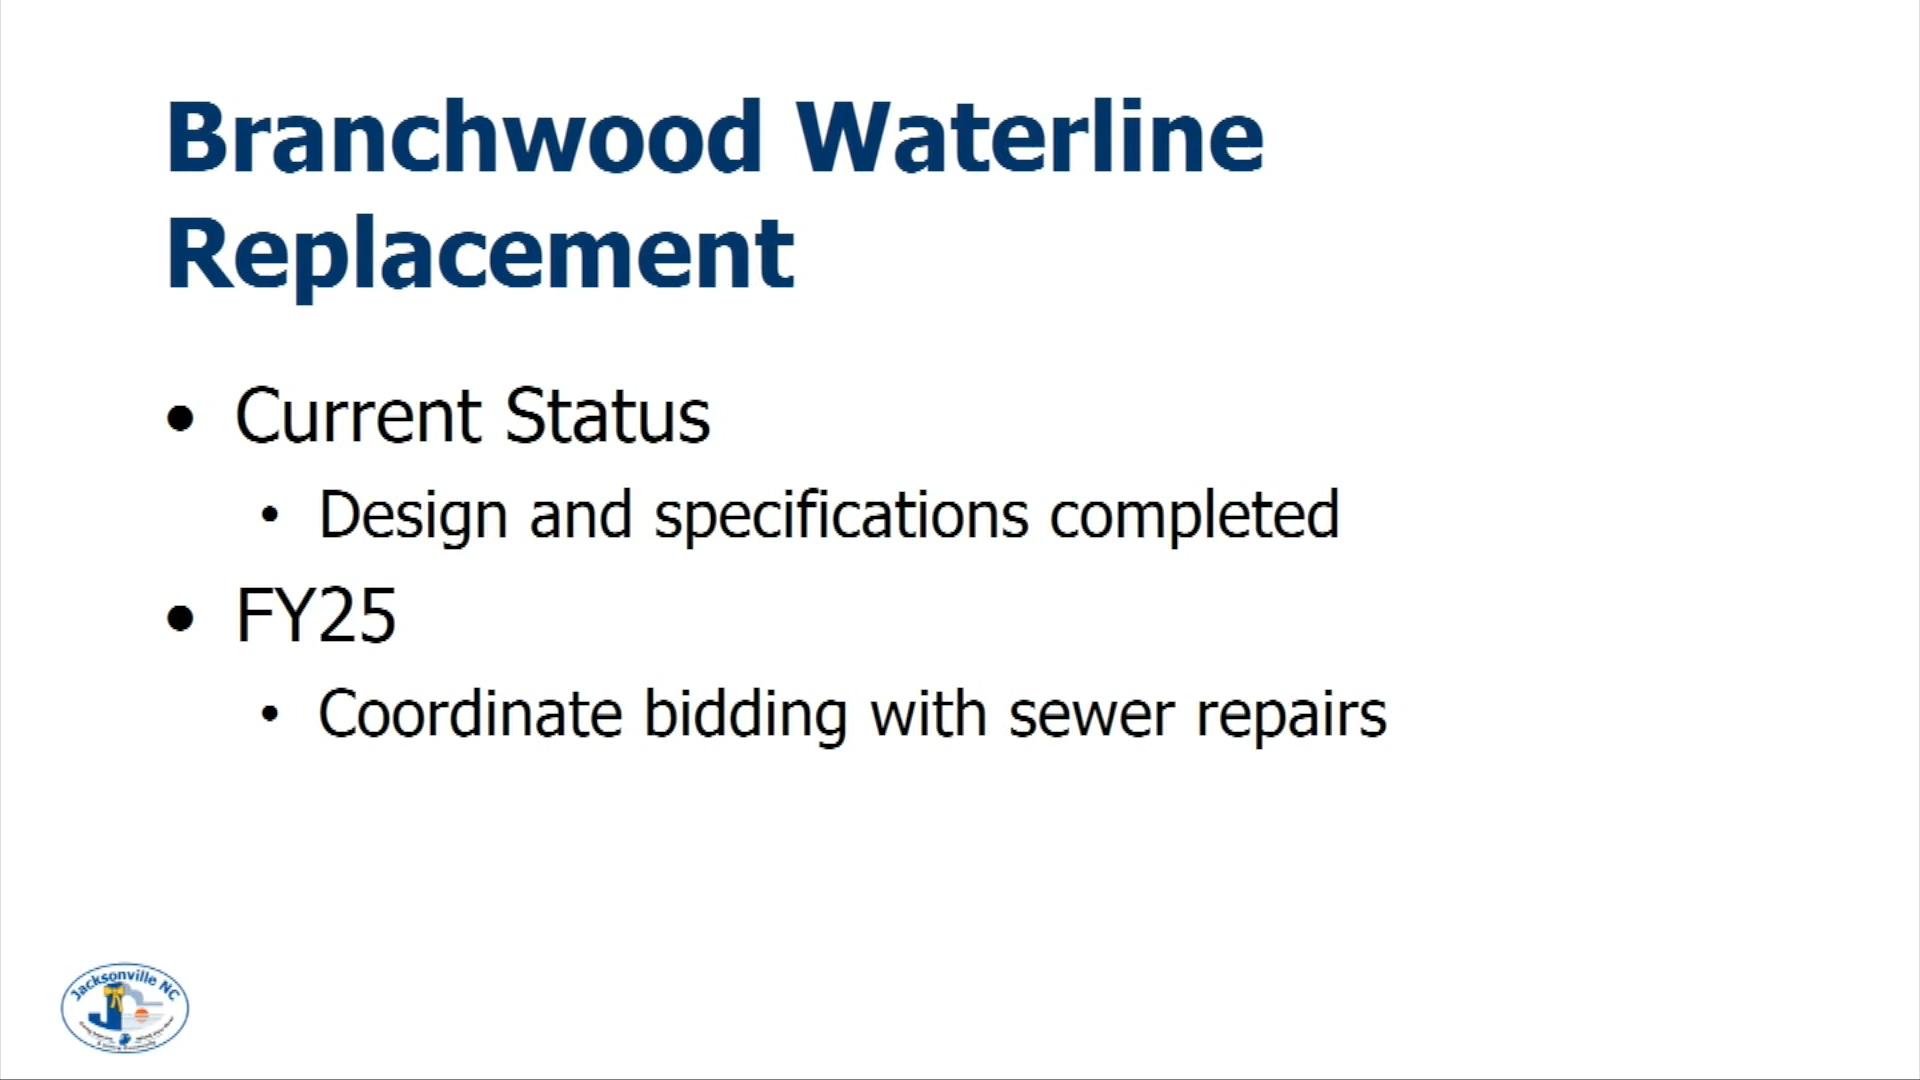 Branchwood Waterline
Replacement
• Current Status
• Design and specifications completed
• FY25
• Coordinate bidding with sewer repairs
Jacksonville NC